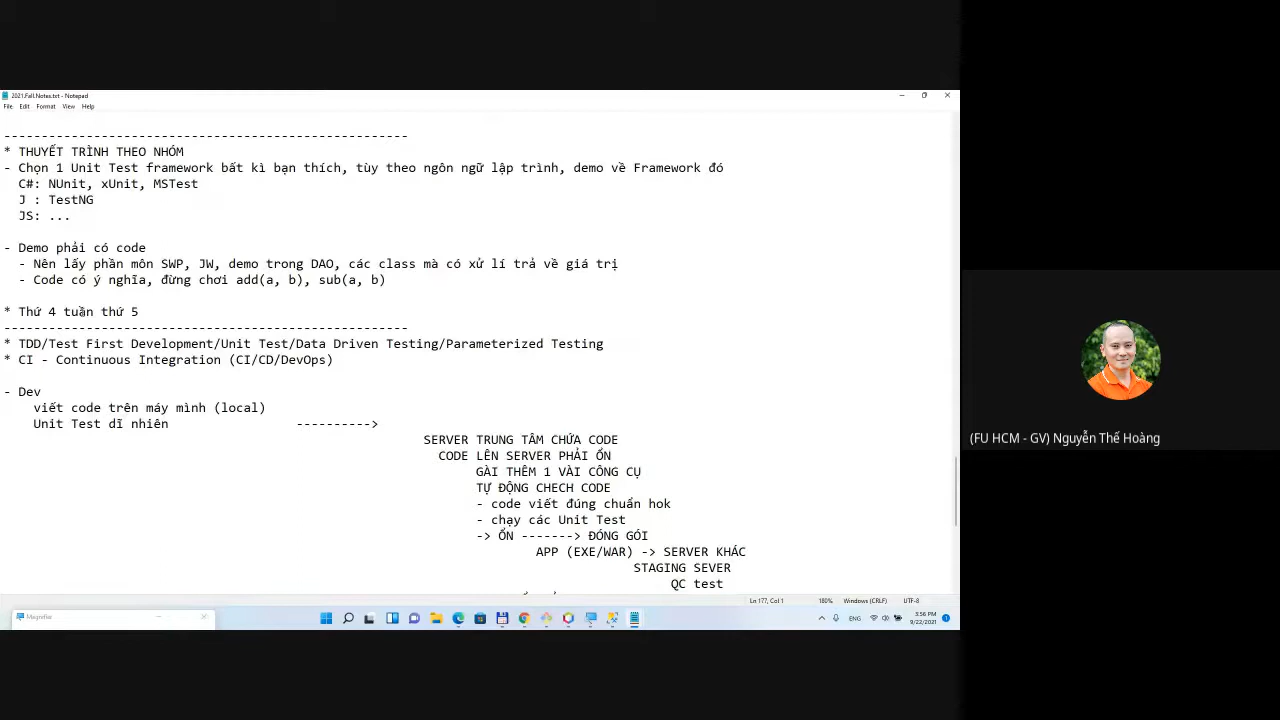 2021.Fall.Notes.txt - Notepad
File Edit Format View Help
-----------------------------------------------------
* THUYẾT TRÌNH THEO NHÓM
- Chọn 1 Unit Test framework bất kì bạn thích, tùy theo ngôn ngữ lập trình, demo về Framework đó
C#: NUnit, xUnit, MSTest
J : TestNG
JS: ...
- Demo phải có code
- Nên lấy phần môn SWP, JW, demo trong DAO, các class mà có xử lí trả về giá trị
- Code có ý nghĩa, đừng chơi add(a, b), sub(a, b)
* Thứ 4 tuần thứ 5
-----------------------------------------------------
* TDD/Test First Development/Unit Test/Data Driven Testing/Parameterized Testing
* CI - Continuous Integration (CI/CD/DevOps)
- Dev
viết code trên máy mình (local)
Unit Test dĩ nhiên ---------->
SERVER TRUNG TÂM CHỨA CODE
CODE LÊN SERVER PHẢI ỔN
GÀI THÊM 1 VÀI CÔNG CỤ
TỰ ĐỘNG CHECH CODE
- code viết đúng chuẩn hok
- chạy các Unit Test
-> ỔN -------> ĐÓNG GÓI
APP (EXE/WAR) -> SERVER KHÁC
STAGING SEVER
QC test
Ln 177, Col 1 180% Windows (CRLF) UTF-8
Magnifier
ENG
3:56 PM
9/22/2021
(FU HCM - GV) Nguyễn Thế Hoàng